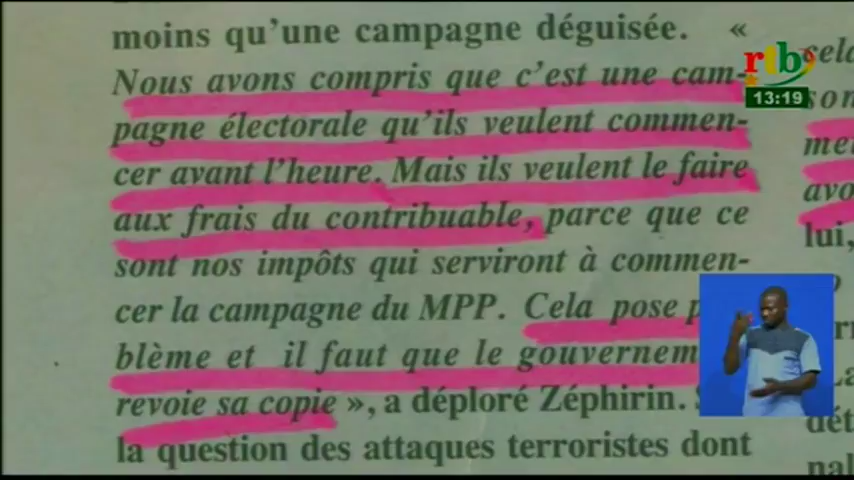 moins qu'une campagne déguisée. «
Nous avons compris que c'est une cam-
pagne électorale qu'ils veulent commen-
cer avant l'heure. Mais ils veulent le faire
aux frais du contribuable, parce que ce
sont nos impôts qui serviront à commen-
cer la campagne du MPP. Cela pose
blème et il faut que le gouvernem
revoie sa copie », a déploré Zéphirin.
la question des attaques terroristes dont
rtb
13:19
lui,